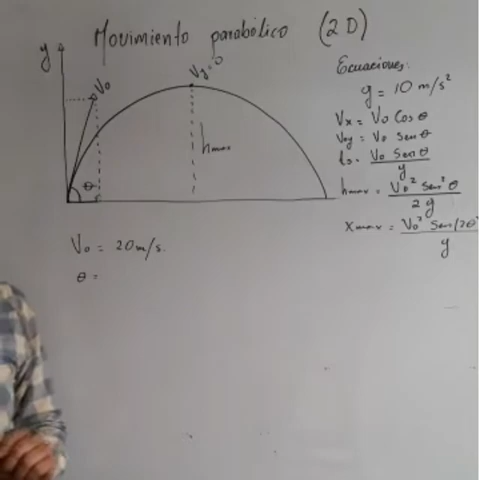 Movimiento parabólico (2D)
y
Vo
Vy=0
hmax
θ
Ecuaciones:
g = 10 m/s²
Vx = Vo Cos θ
Voy = Vo sen θ
ts = Vo Sen θ / g
hmax = Vo² Sen² θ / 2g
xmax = Vo² Sen (2θ / g
Vo = 20 m/s.
θ =